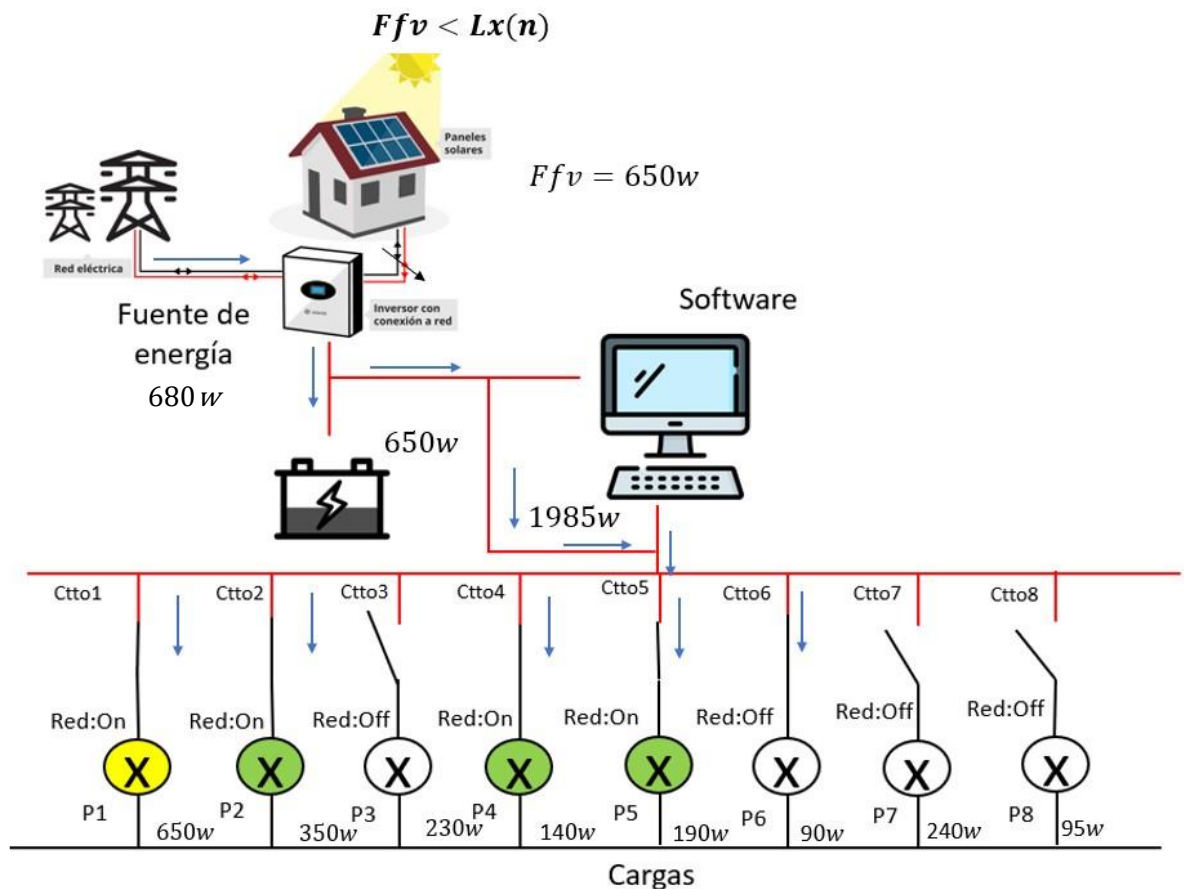 Ffv < Lx(n)
Paneles
solares
Ffv = 650w
Red eléctrica
Inversor con
conexión a red
Fuente de
energía
680 w
Software
650w
1985w
Ctto1
Ctto2
Ctto3
Ctto4
Ctto5
Ctto6
Ctto7
Ctto8
Red:On
Red:On
Red:Off
Red:On
Red:On
Red:Off
Red:Off
Red:Off
X
X
X
X
X
X
X
X
P1
650w
P2
350w
P3
230w
P4
140w
P5
190w
P6
90w
P7
240w
P8
95w
Cargas